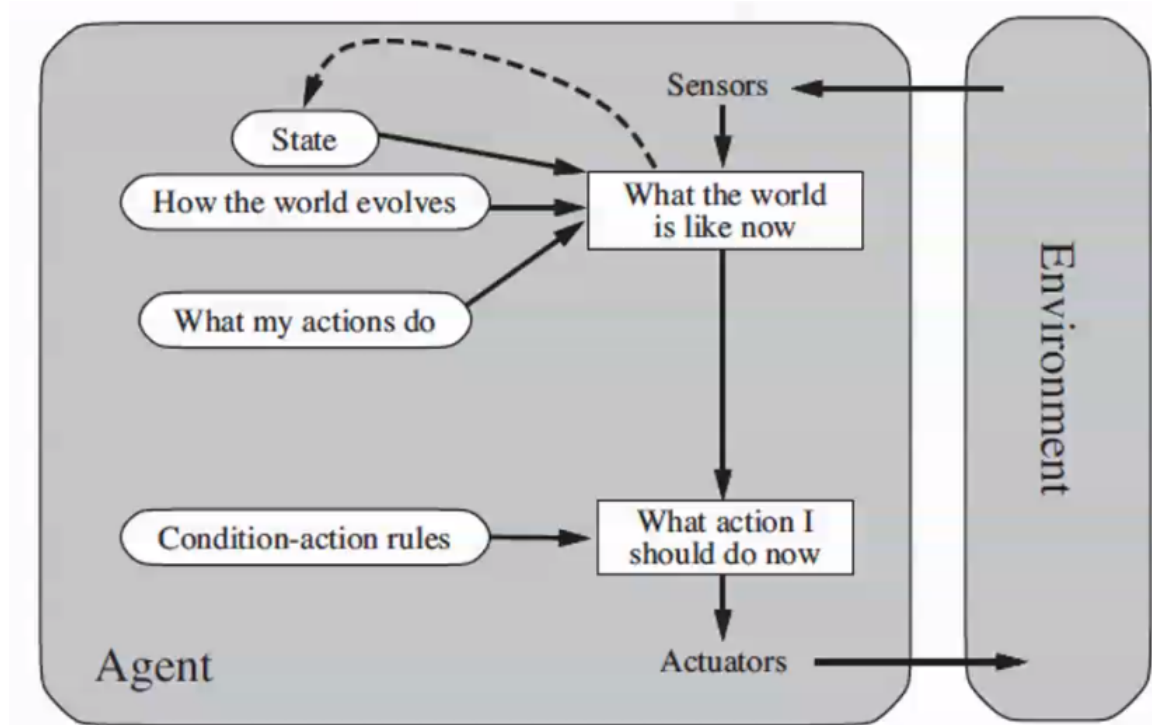 Sensors
State
What the world
is like now
How the world evolves
What my actions do
Environment
What action I
should do now
Condition-action rules
Agent
Actuators